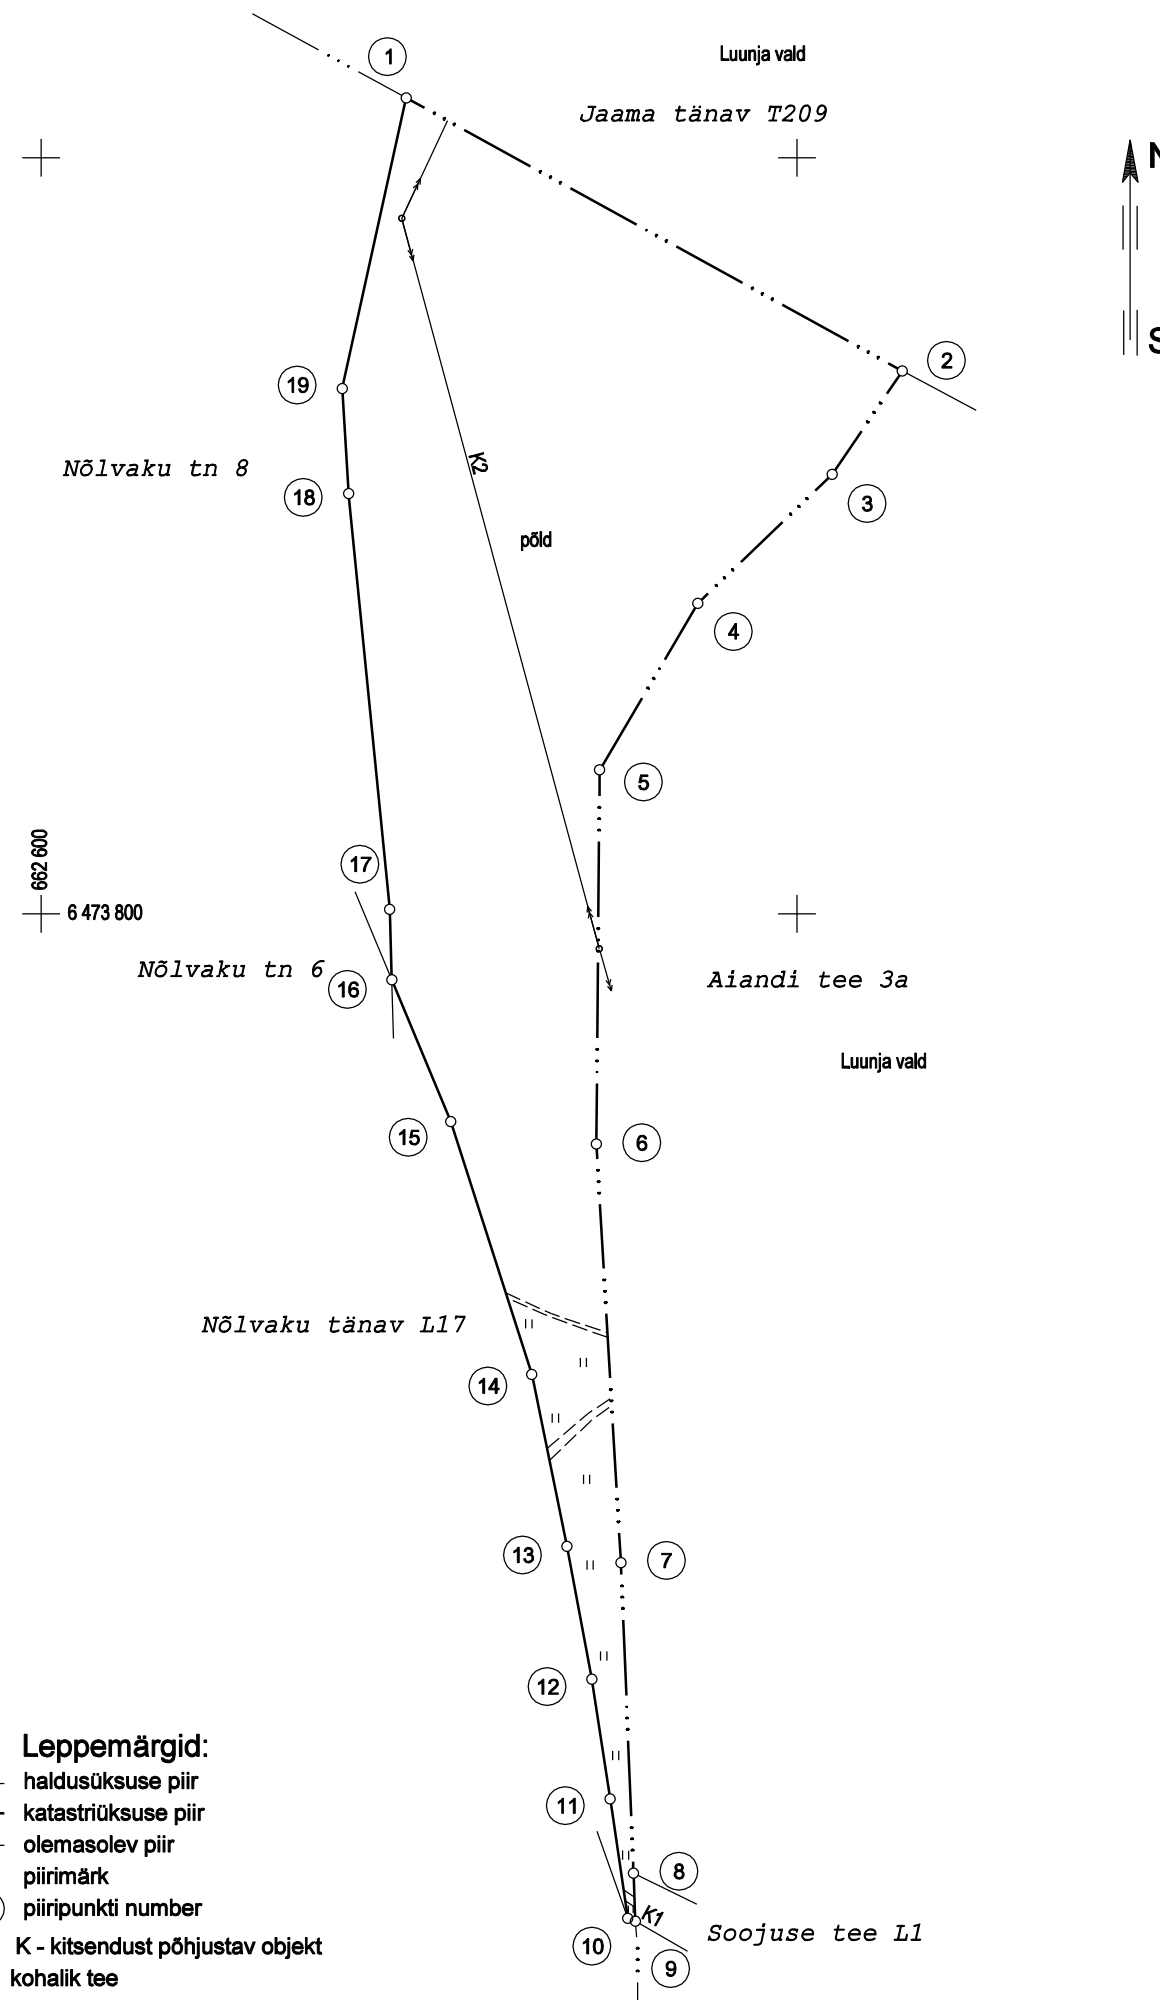 1
Luunja vald
Jaama tänav T209
N
S
2
19
Nõlvaku tn 8
K2
18
3
põld
4
5
662 600
17
6 473 800
Nõlvaku tn 6
16
Aiandi tee 3a
Luunja vald
15
6
Nõlvaku tänav L17
14
13
7
12
Leppemärgid:
haldusüksuse piir
katastriüksuse piir
olemasolev piir
piirimärk
piiripunkti number
K - kitsendust põhjustav objekt
kohalik tee
11
8
K1
Soojuse tee L1
10
9